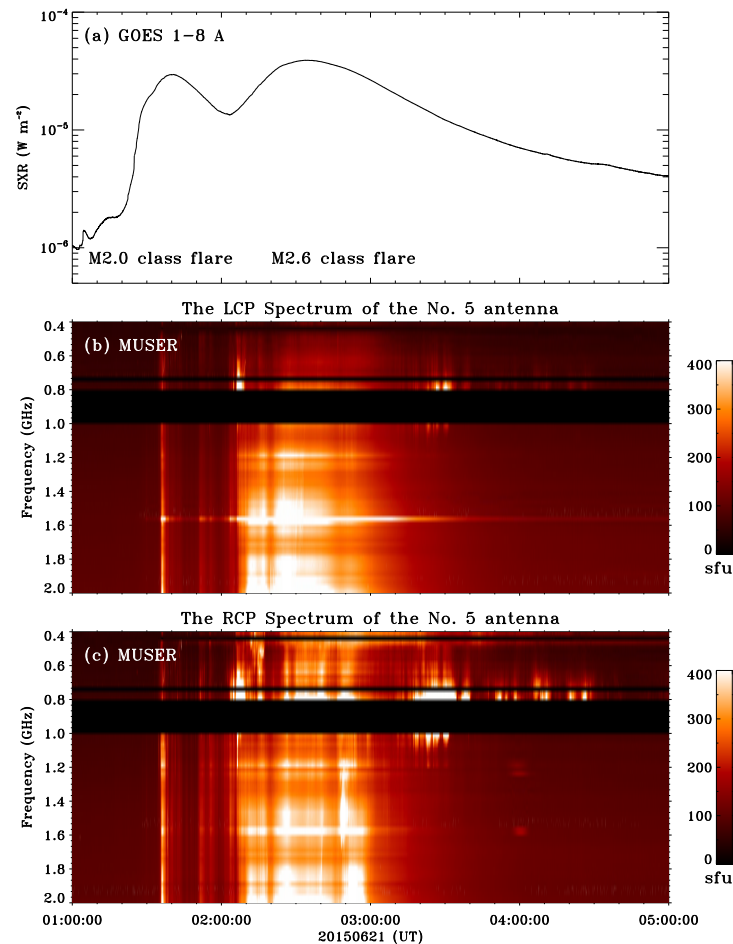 10⁻⁴
(a) GOES 1−8 A
10⁻⁵
SXR (W m⁻²)
10⁻⁶
M2.0 class flare M2.6 class flare
The LCP Spectrum of the No. 5 antenna
0.4
(b) MUSER
0.6
0.8
1.0
1.2
1.4
1.6
1.8
2.0
Frequency (GHz)
400
300
200
100
0
sfu
The RCP Spectrum of the No. 5 antenna
0.4
(c) MUSER
0.6
0.8
1.0
1.2
1.4
1.6
1.8
2.0
Frequency (GHz)
400
300
200
100
0
sfu
01:00:00 02:00:00 03:00:00 04:00:00 05:00:00
20150621 (UT)